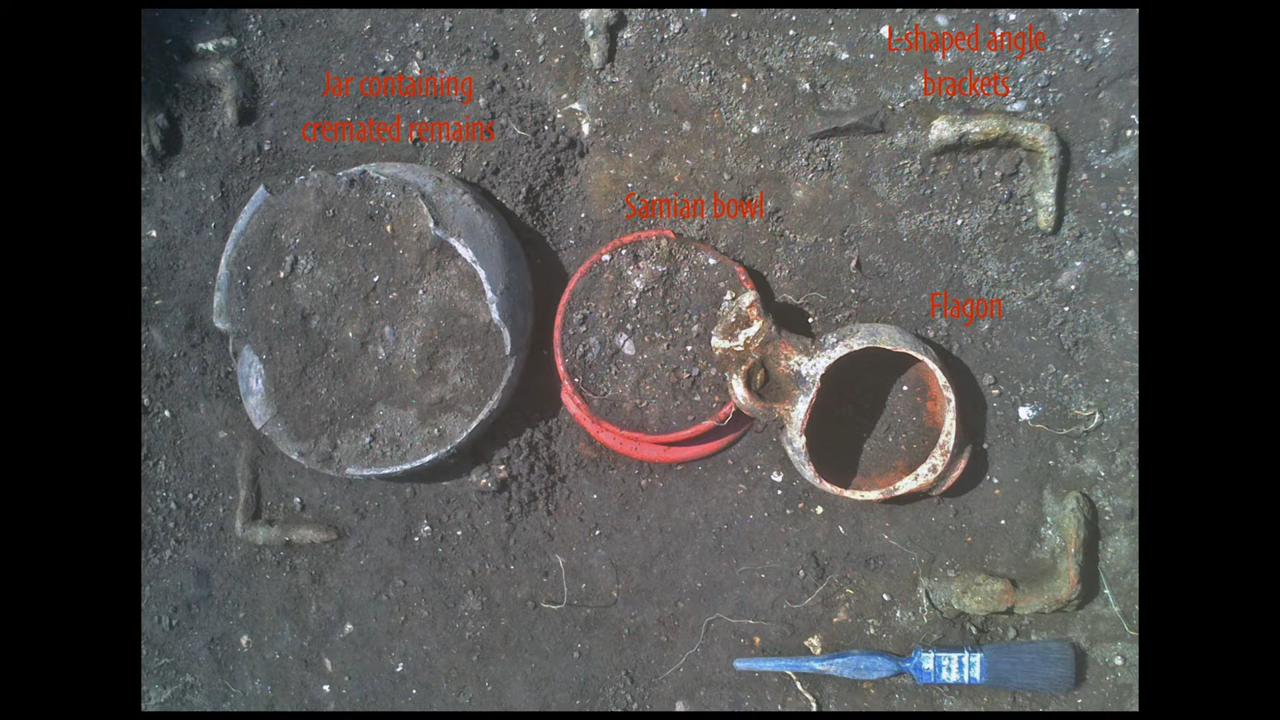 L-shaped angle
brackets
Jar containing
cremated remains
Samian bowl
Flagon